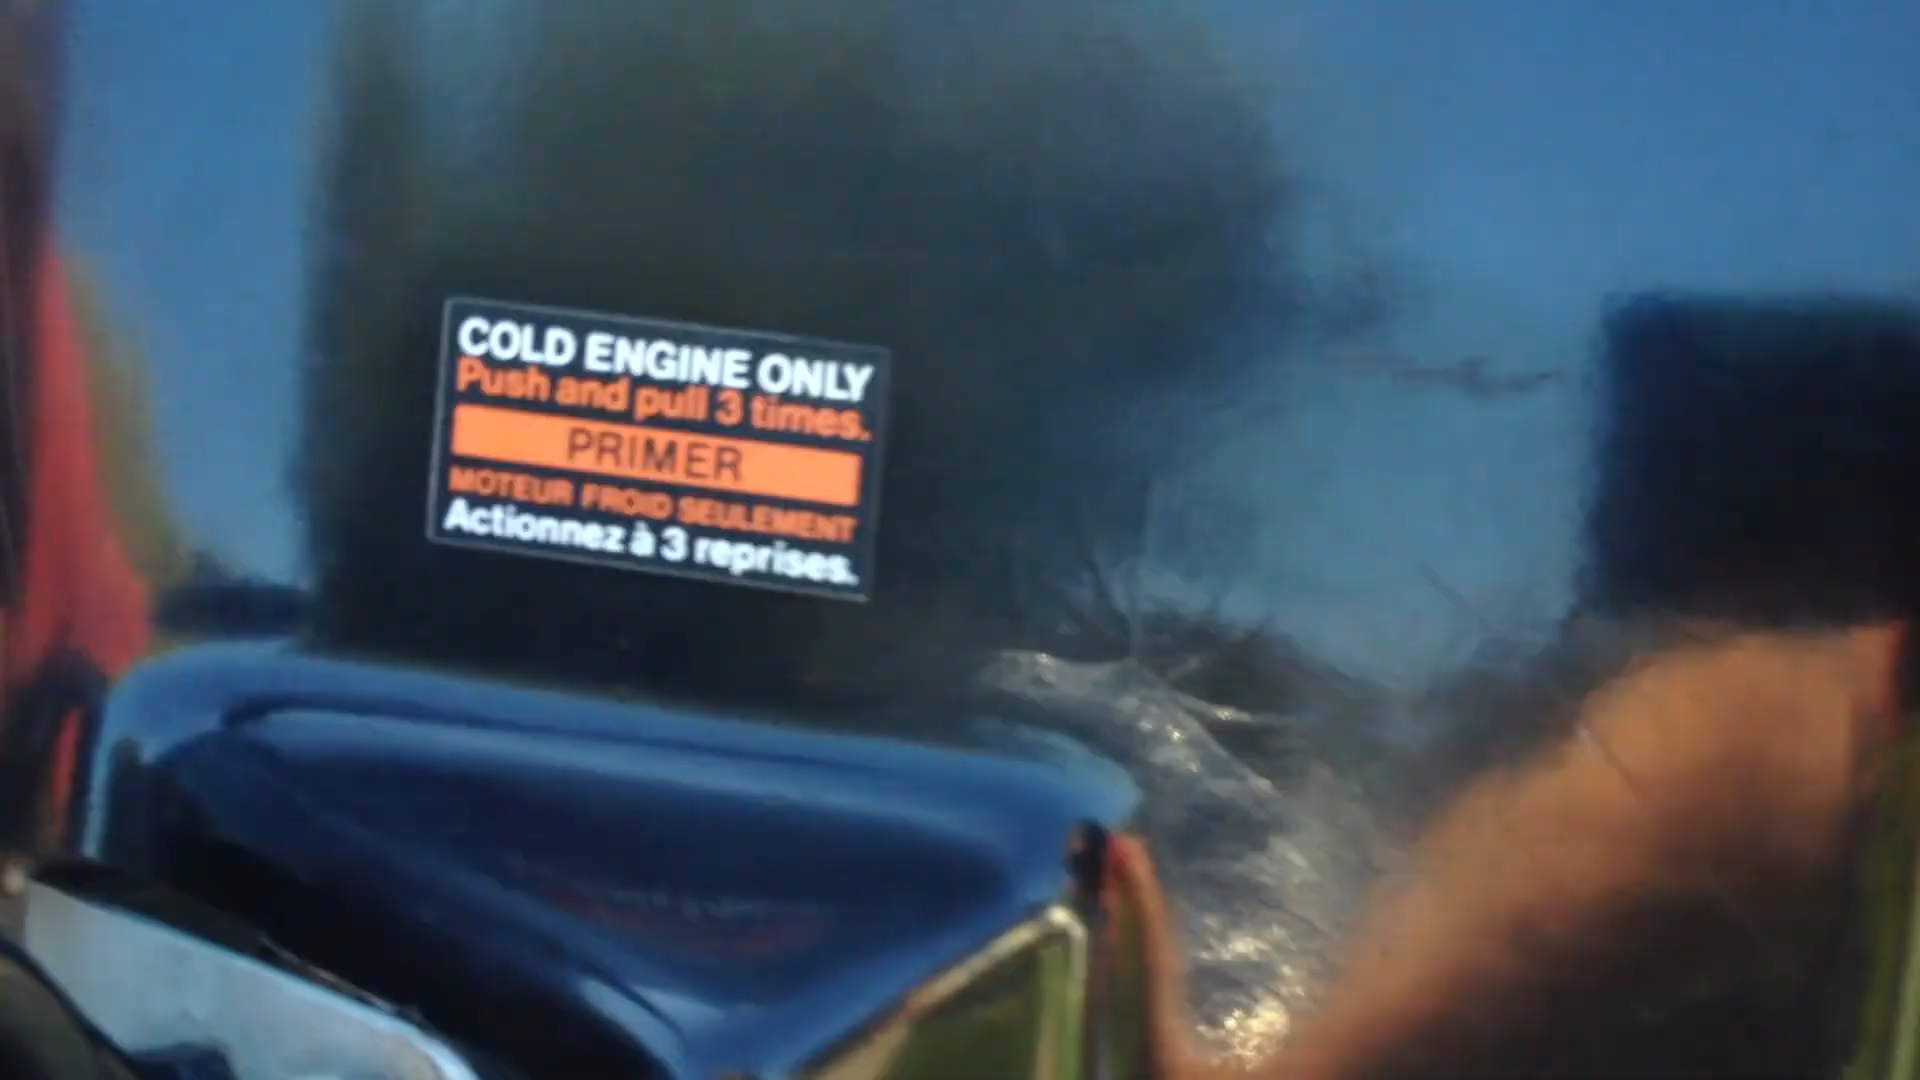 COLD ENGINE ONLY
Push and pull 3 times.
PRIMER
MOTEUR FROID SEULEMENT
Actionnez à 3 reprises.